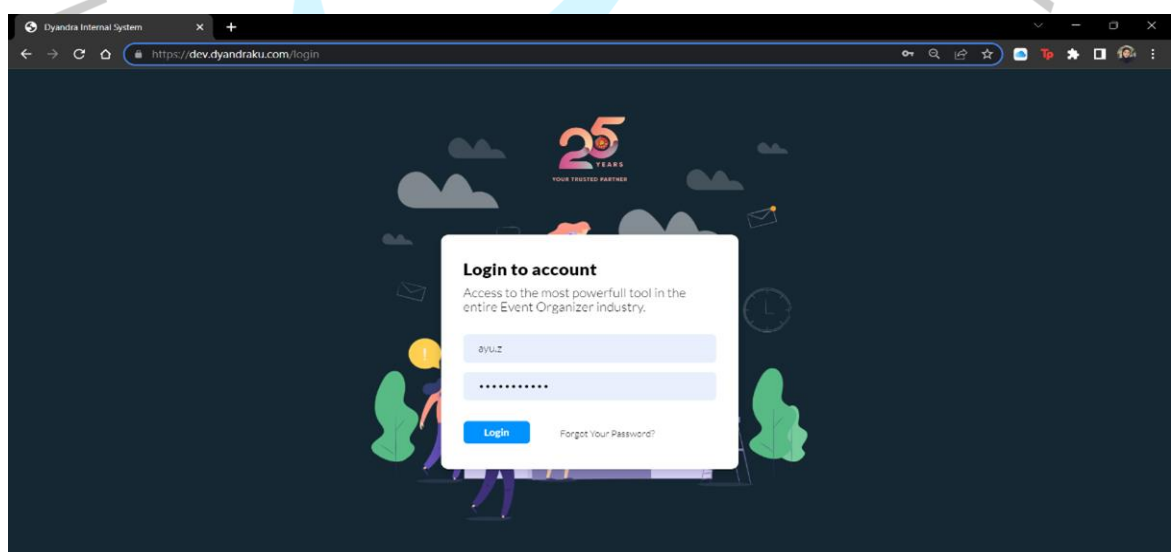 Dyandra Internal System
https://dev.dyandraku.com/login
Tp
25
YEARS
YOUR TRUSTED PARTNER
Login to account
Access to the most powerfull tool in the
entire Event Organizer industry.
ayu.z
Login
Forgot Your Password?